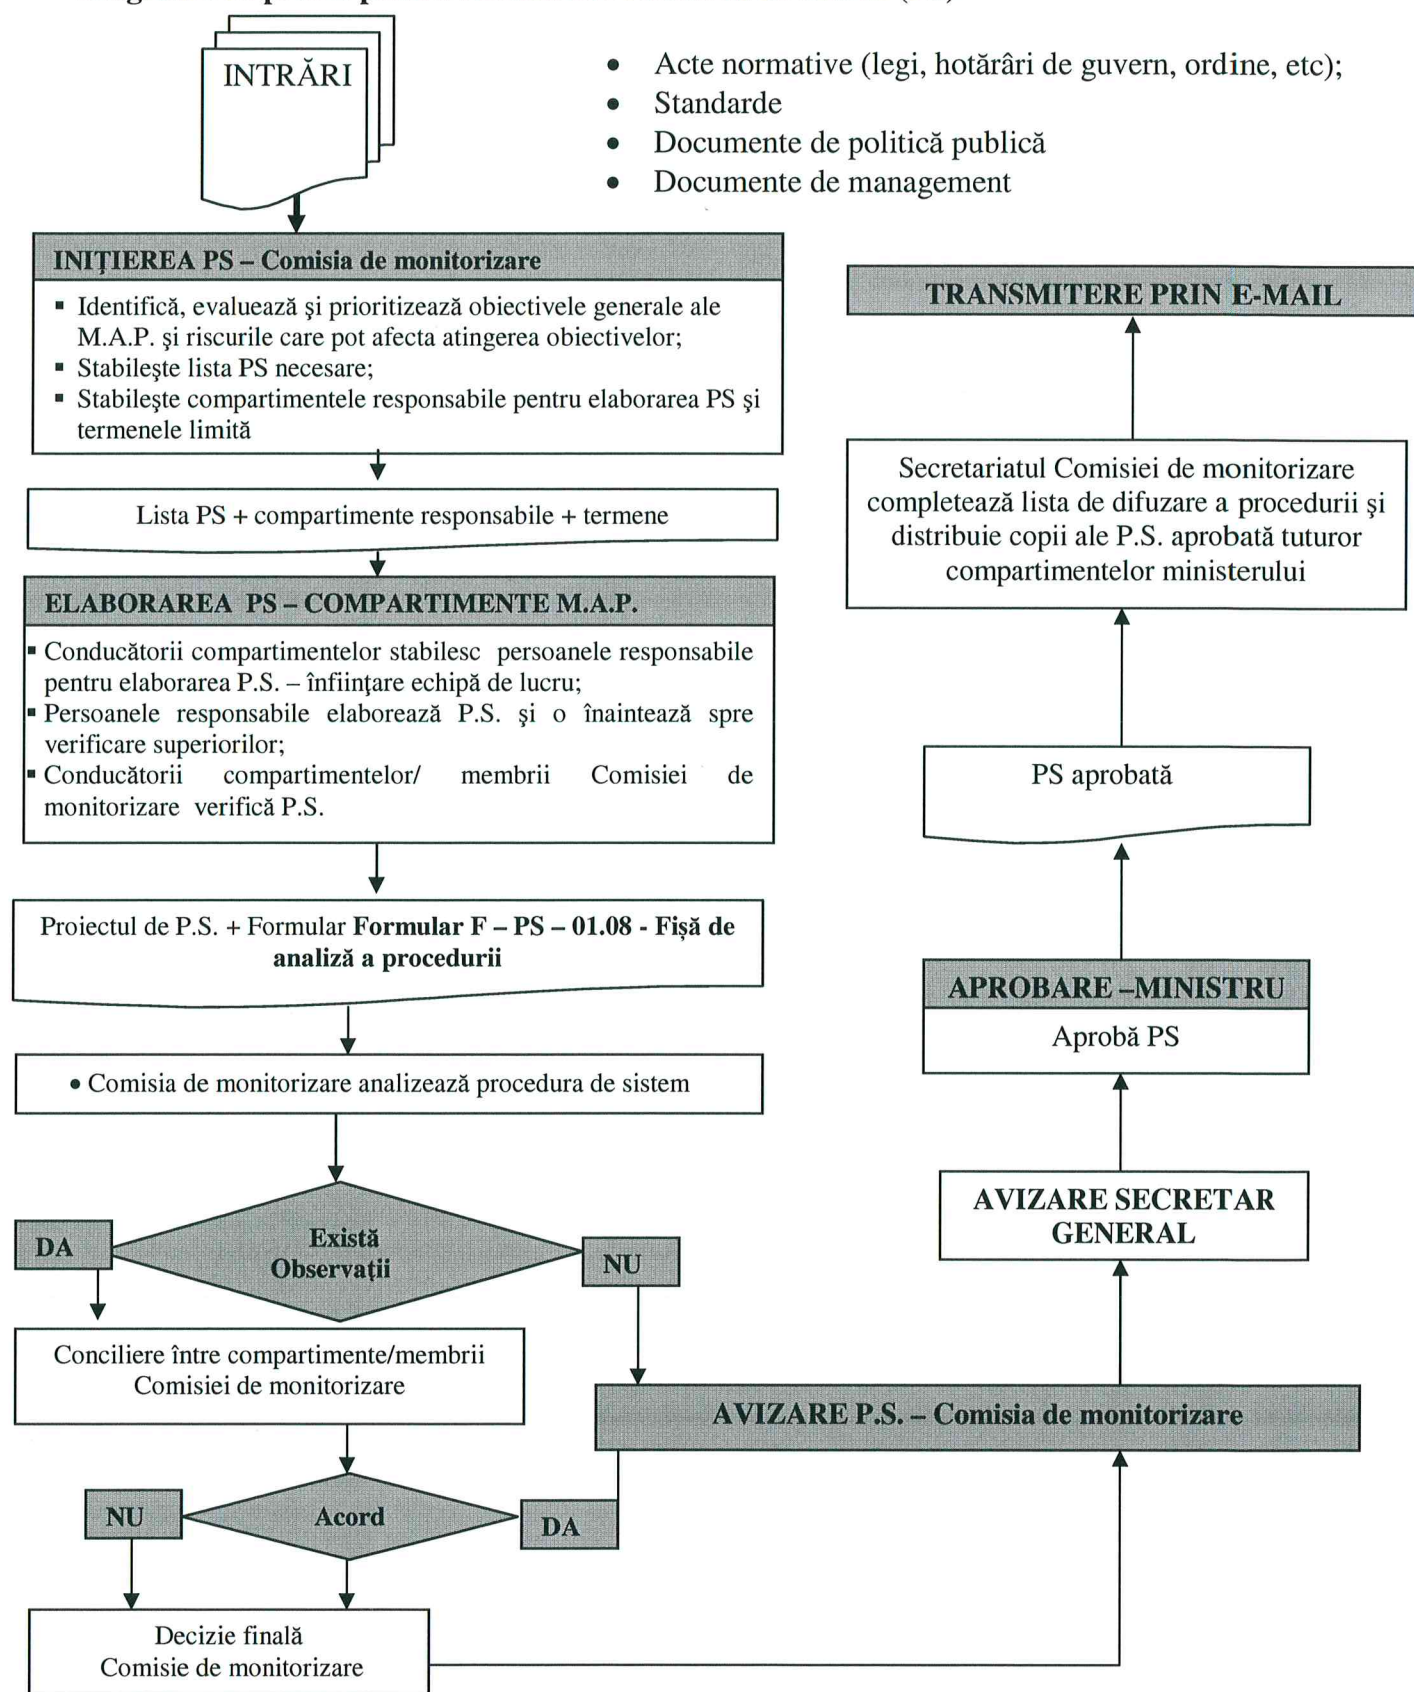 INTRĂRI
• Acte normative (legi, hotărâri de guvern, ordine, etc);
• Standarde
• Documente de politică publică
• Documente de management
INIŢIEREA PS – Comisia de monitorizare
▪ Identifică, evaluează şi prioritizează obiectivele generale ale
M.A.P. şi riscurile care pot afecta atingerea obiectivelor;
▪ Stabileşte lista PS necesare;
▪ Stabileşte compartimentele responsabile pentru elaborarea PS şi
termenele limită
Lista PS + compartimente responsabile + termene
ELABORAREA PS – COMPARTIMENTE M.A.P.
▪ Conducătorii compartimentelor stabilesc persoanele responsabile
pentru elaborarea P.S. – înfiinţare echipă de lucru;
▪ Persoanele responsabile elaborează P.S. şi o înaintează spre
verificare superiorilor;
▪ Conducătorii compartimentelor/ membrii Comisiei de
monitorizare verifică P.S.
Proiectul de P.S. + Formular Formular F – PS – 01.08 - Fișă de
analiză a procedurii
• Comisia de monitorizare analizează procedura de sistem
Există
Observaţii
DA
NU
Conciliere între compartimente/membrii
Comisiei de monitorizare
Acord
NU
DA
Decizie finală
Comisie de monitorizare
AVIZARE P.S. – Comisia de monitorizare
AVIZARE SECRETAR
GENERAL
APROBARE –MINISTRU
Aprobă PS
PS aprobată
Secretariatul Comisiei de monitorizare
completează lista de difuzare a procedurii şi
distribuie copii ale P.S. aprobată tuturor
compartimentelor ministerului
TRANSMITERE PRIN E-MAIL